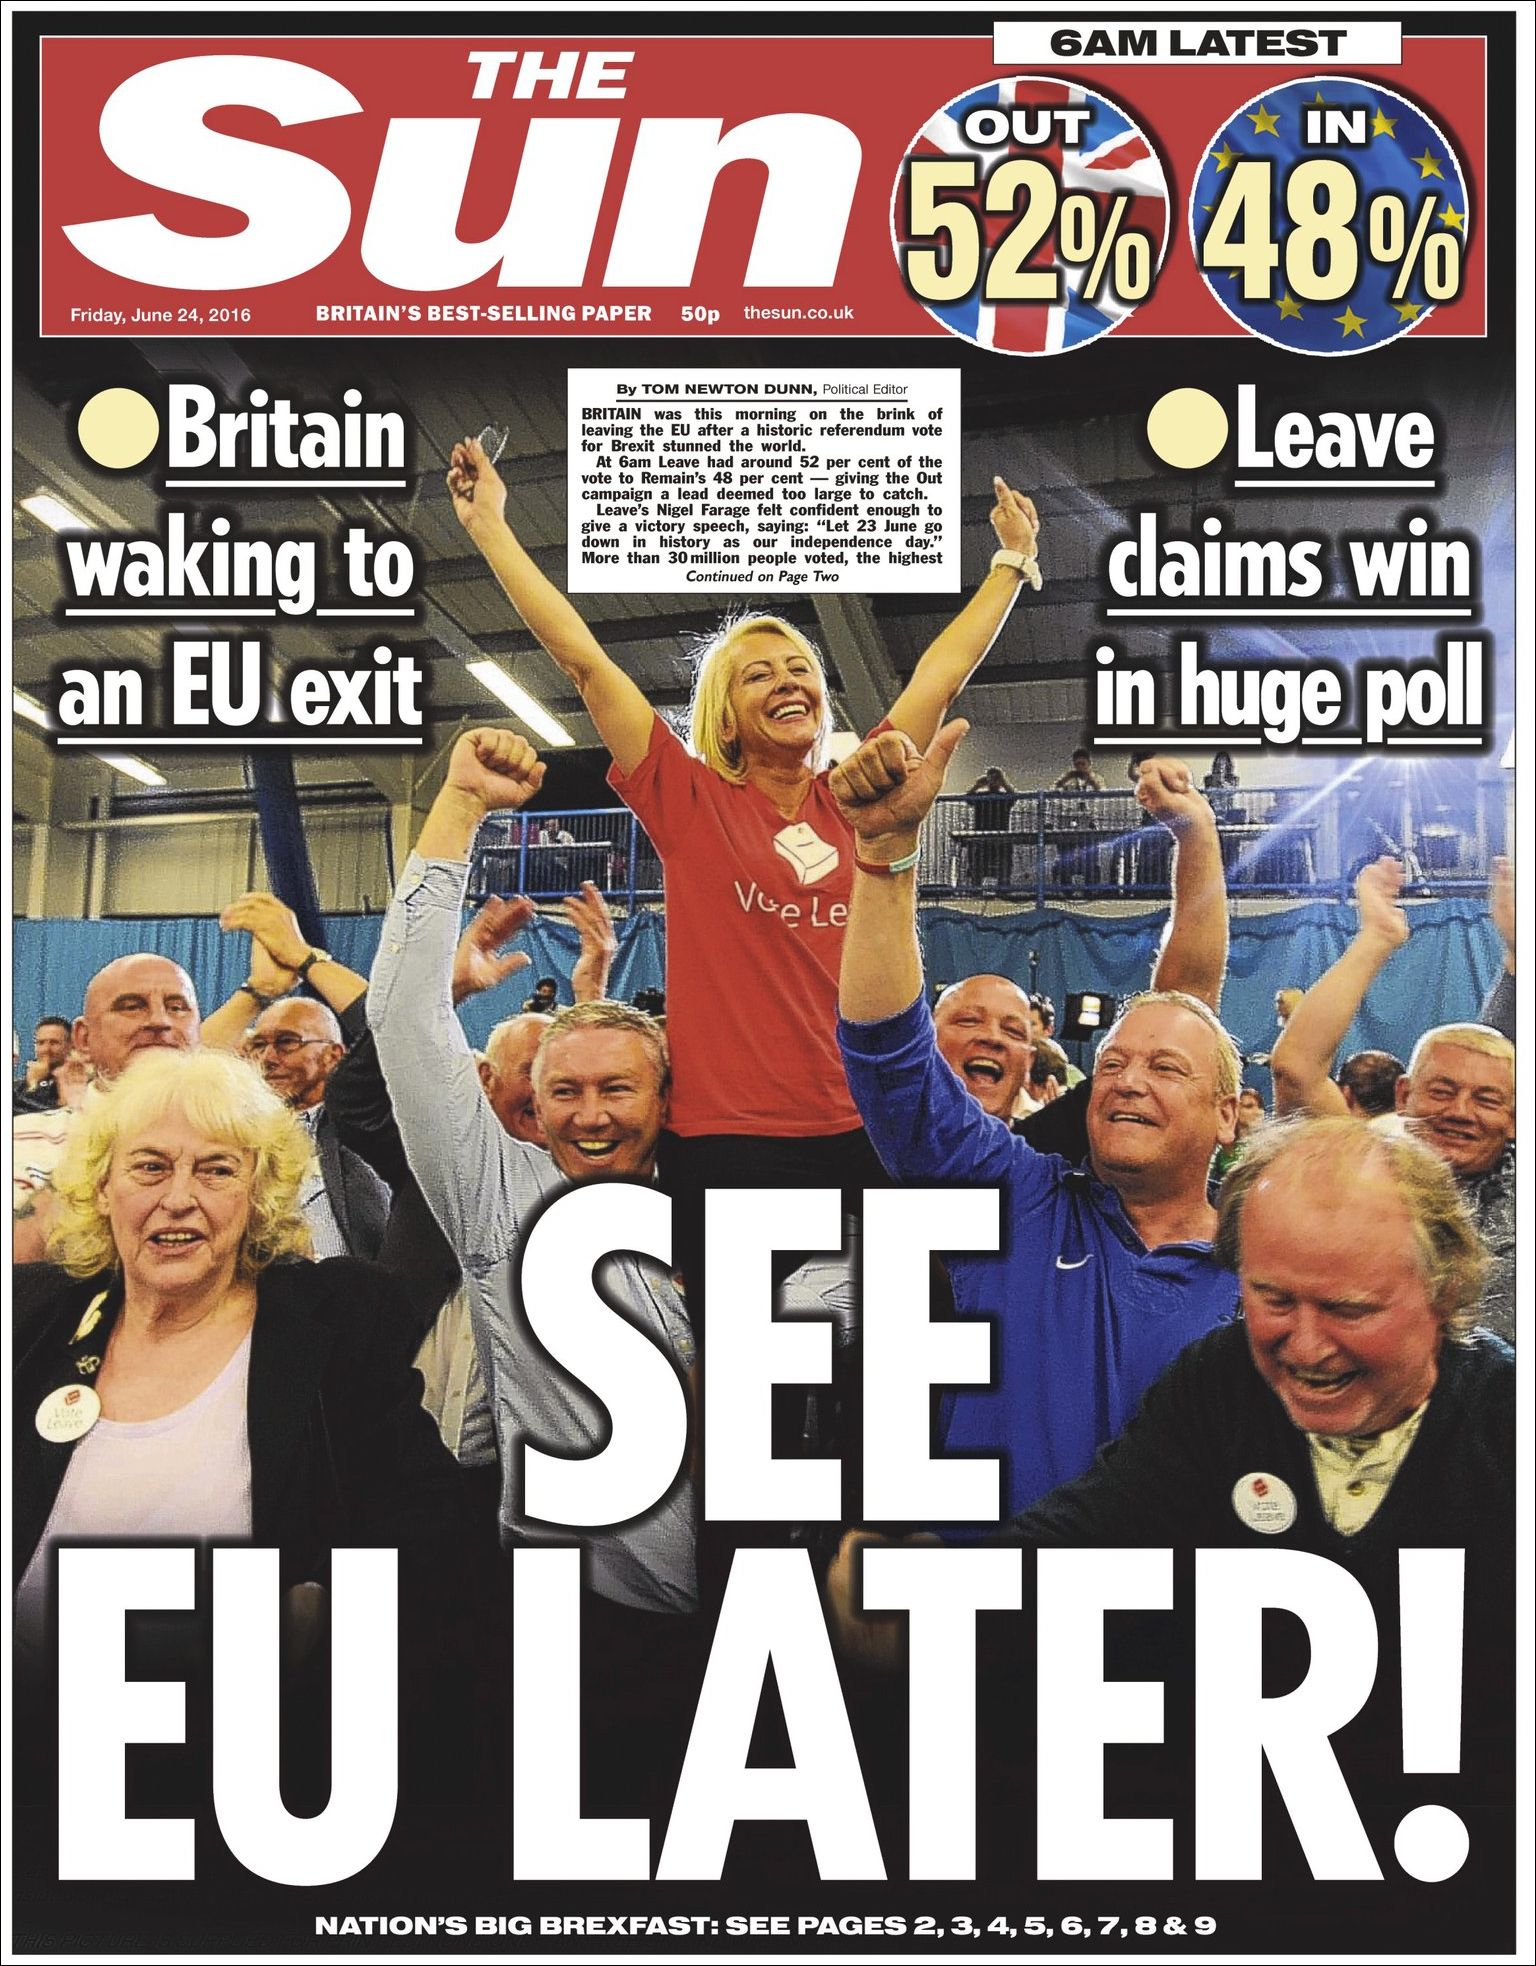 6AM LATEST
THE
Sun
OUT
52%
IN
48%
Friday, June 24, 2016
BRITAIN'S BEST-SELLING PAPER
50p
thesun.co.uk
Britain
waking to
an EU exit
By TOM NEWTON DUNN, Political Editor
BRITAIN was this morning on the brink of
leaving the EU after a historic referendum vote
for Brexit stunned the world.
At 6am Leave had around 52 per cent of the
vote to Remain's 48 per cent — giving the Out
campaign a lead deemed too large to catch.
Leave's Nigel Farage felt confident enough to
give a victory speech, saying: "Let 23 June go
down in history as our independence day."
More than 30 million people voted, the highest
Continued on Page Two
Leave
claims win
in huge poll
Vote Le
Vote
Leave
SEE
EU LATER!
NATION'S BIG BREXFAST: SEE PAGES 2, 3, 4, 5, 6, 7, 8 & 9